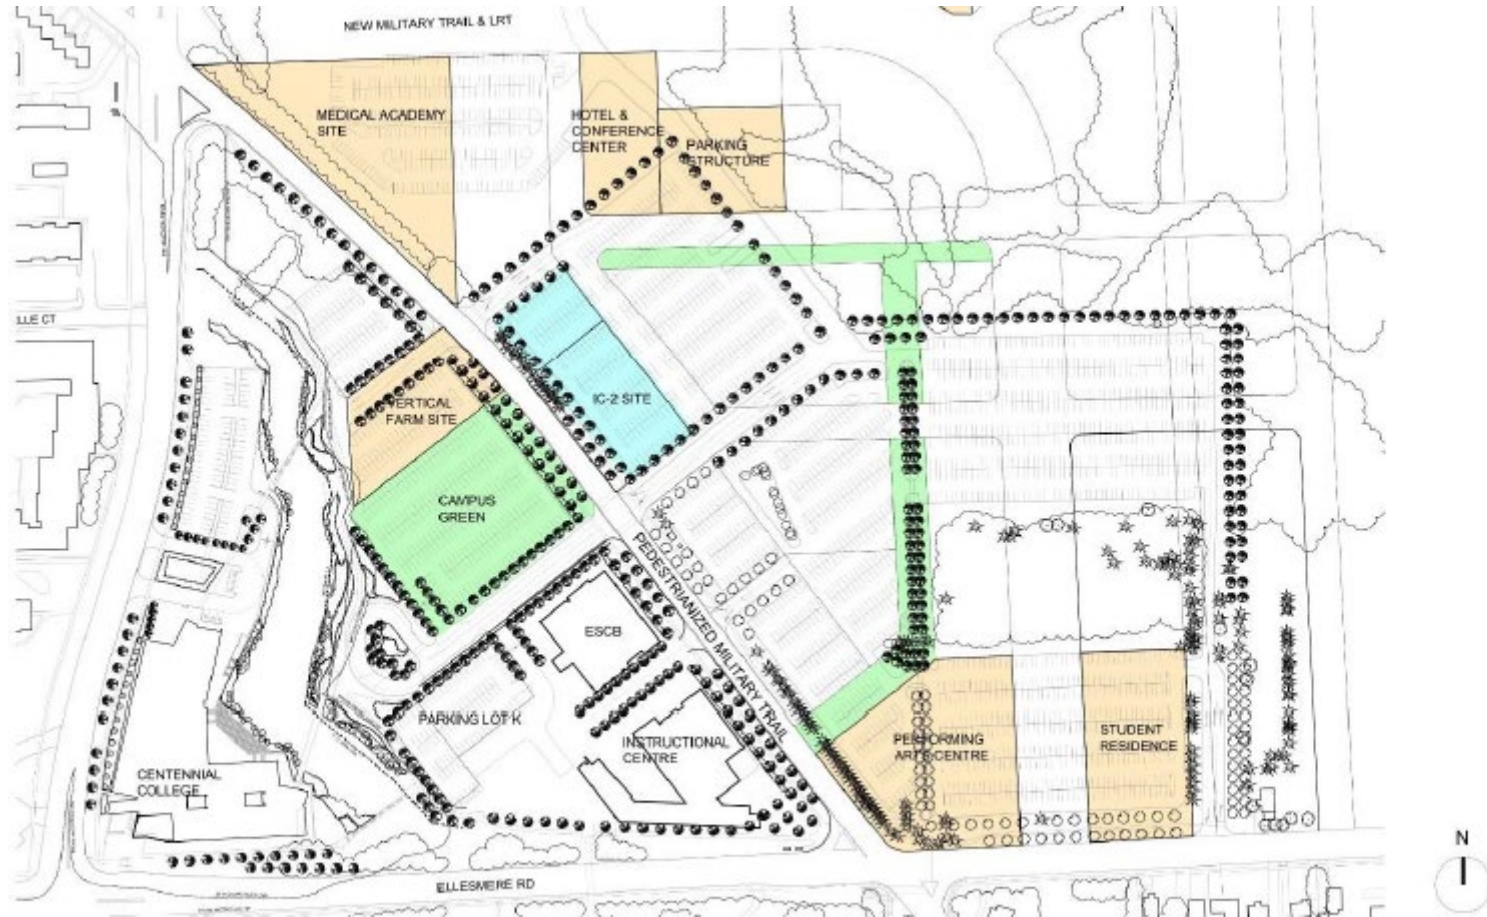 NEW MILITARY TRAIL & LRT
MEDICAL ACADEMY
SITE
HOTEL &
CONFERENCE
CENTER
PARKING
STRUCTURE
LLE CT
VERTICAL
FARM SITE
IC-2 SITE
CAMPUS
GREEN
PEDESTRIANIZED MILITARY TRAIL
ESCB
PARKING LOT K
INSTRUCTIONAL
CENTRE
PERFORMING
ARTS CENTRE
STUDENT
RESIDENCE
CENTENNIAL
COLLEGE
ELLESMERE RD
N